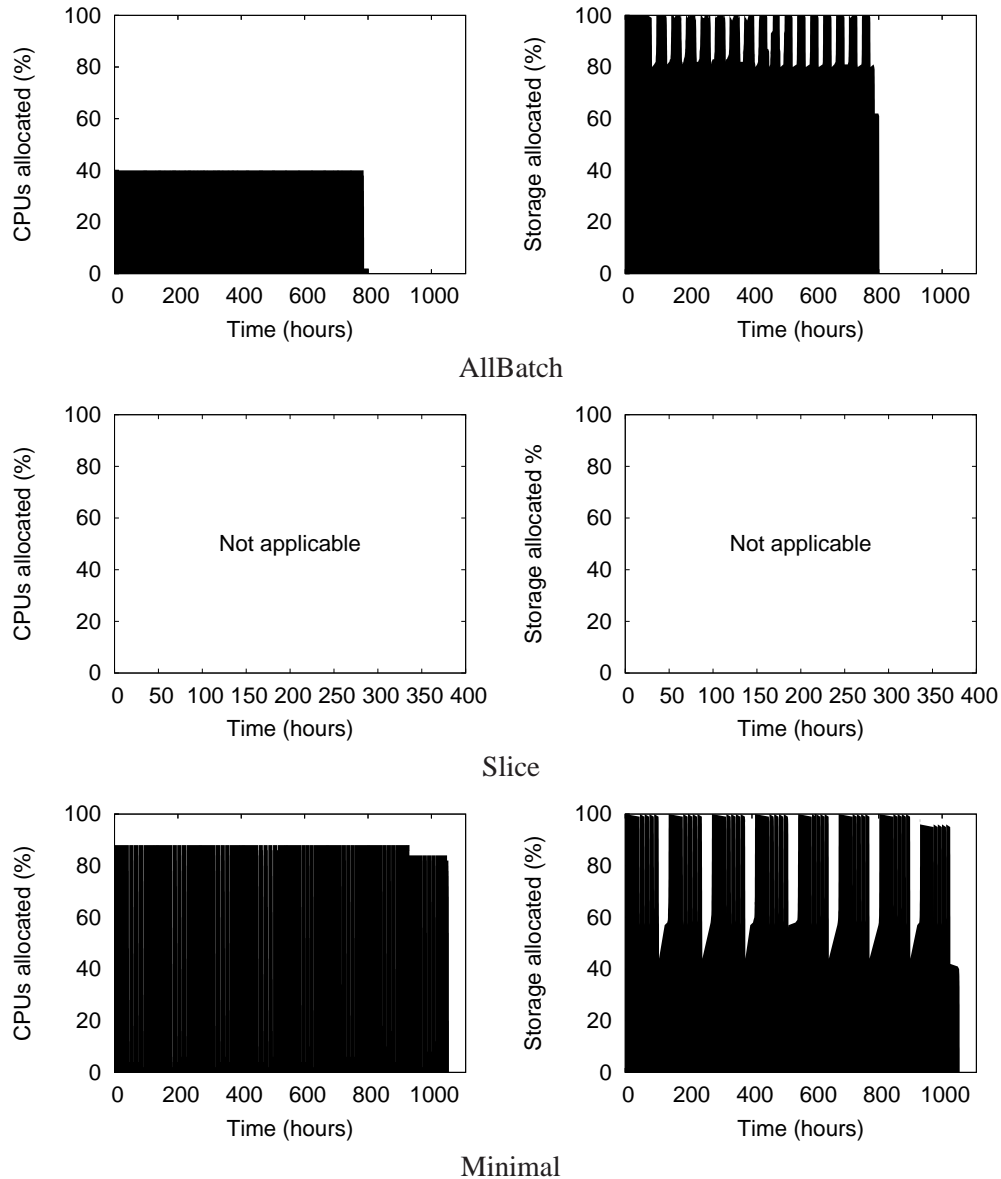 CPUs allocated (%)
100
80
60
40
20
0
0 200 400 600 800 1000
Time (hours)
Storage allocated (%)
100
80
60
40
20
0
0 200 400 600 800 1000
Time (hours)
AllBatch
CPUs allocated (%)
100
80
60
40
20
0
0 50 100 150 200 250 300 350 400
Time (hours)
Not applicable
Storage allocated %
100
80
60
40
20
0
0 50 100 150 200 250 300 350 400
Time (hours)
Not applicable
Slice
CPUs allocated (%)
100
80
60
40
20
0
0 200 400 600 800 1000
Time (hours)
Storage allocated (%)
100
80
60
40
20
0
0 200 400 600 800 1000
Time (hours)
Minimal